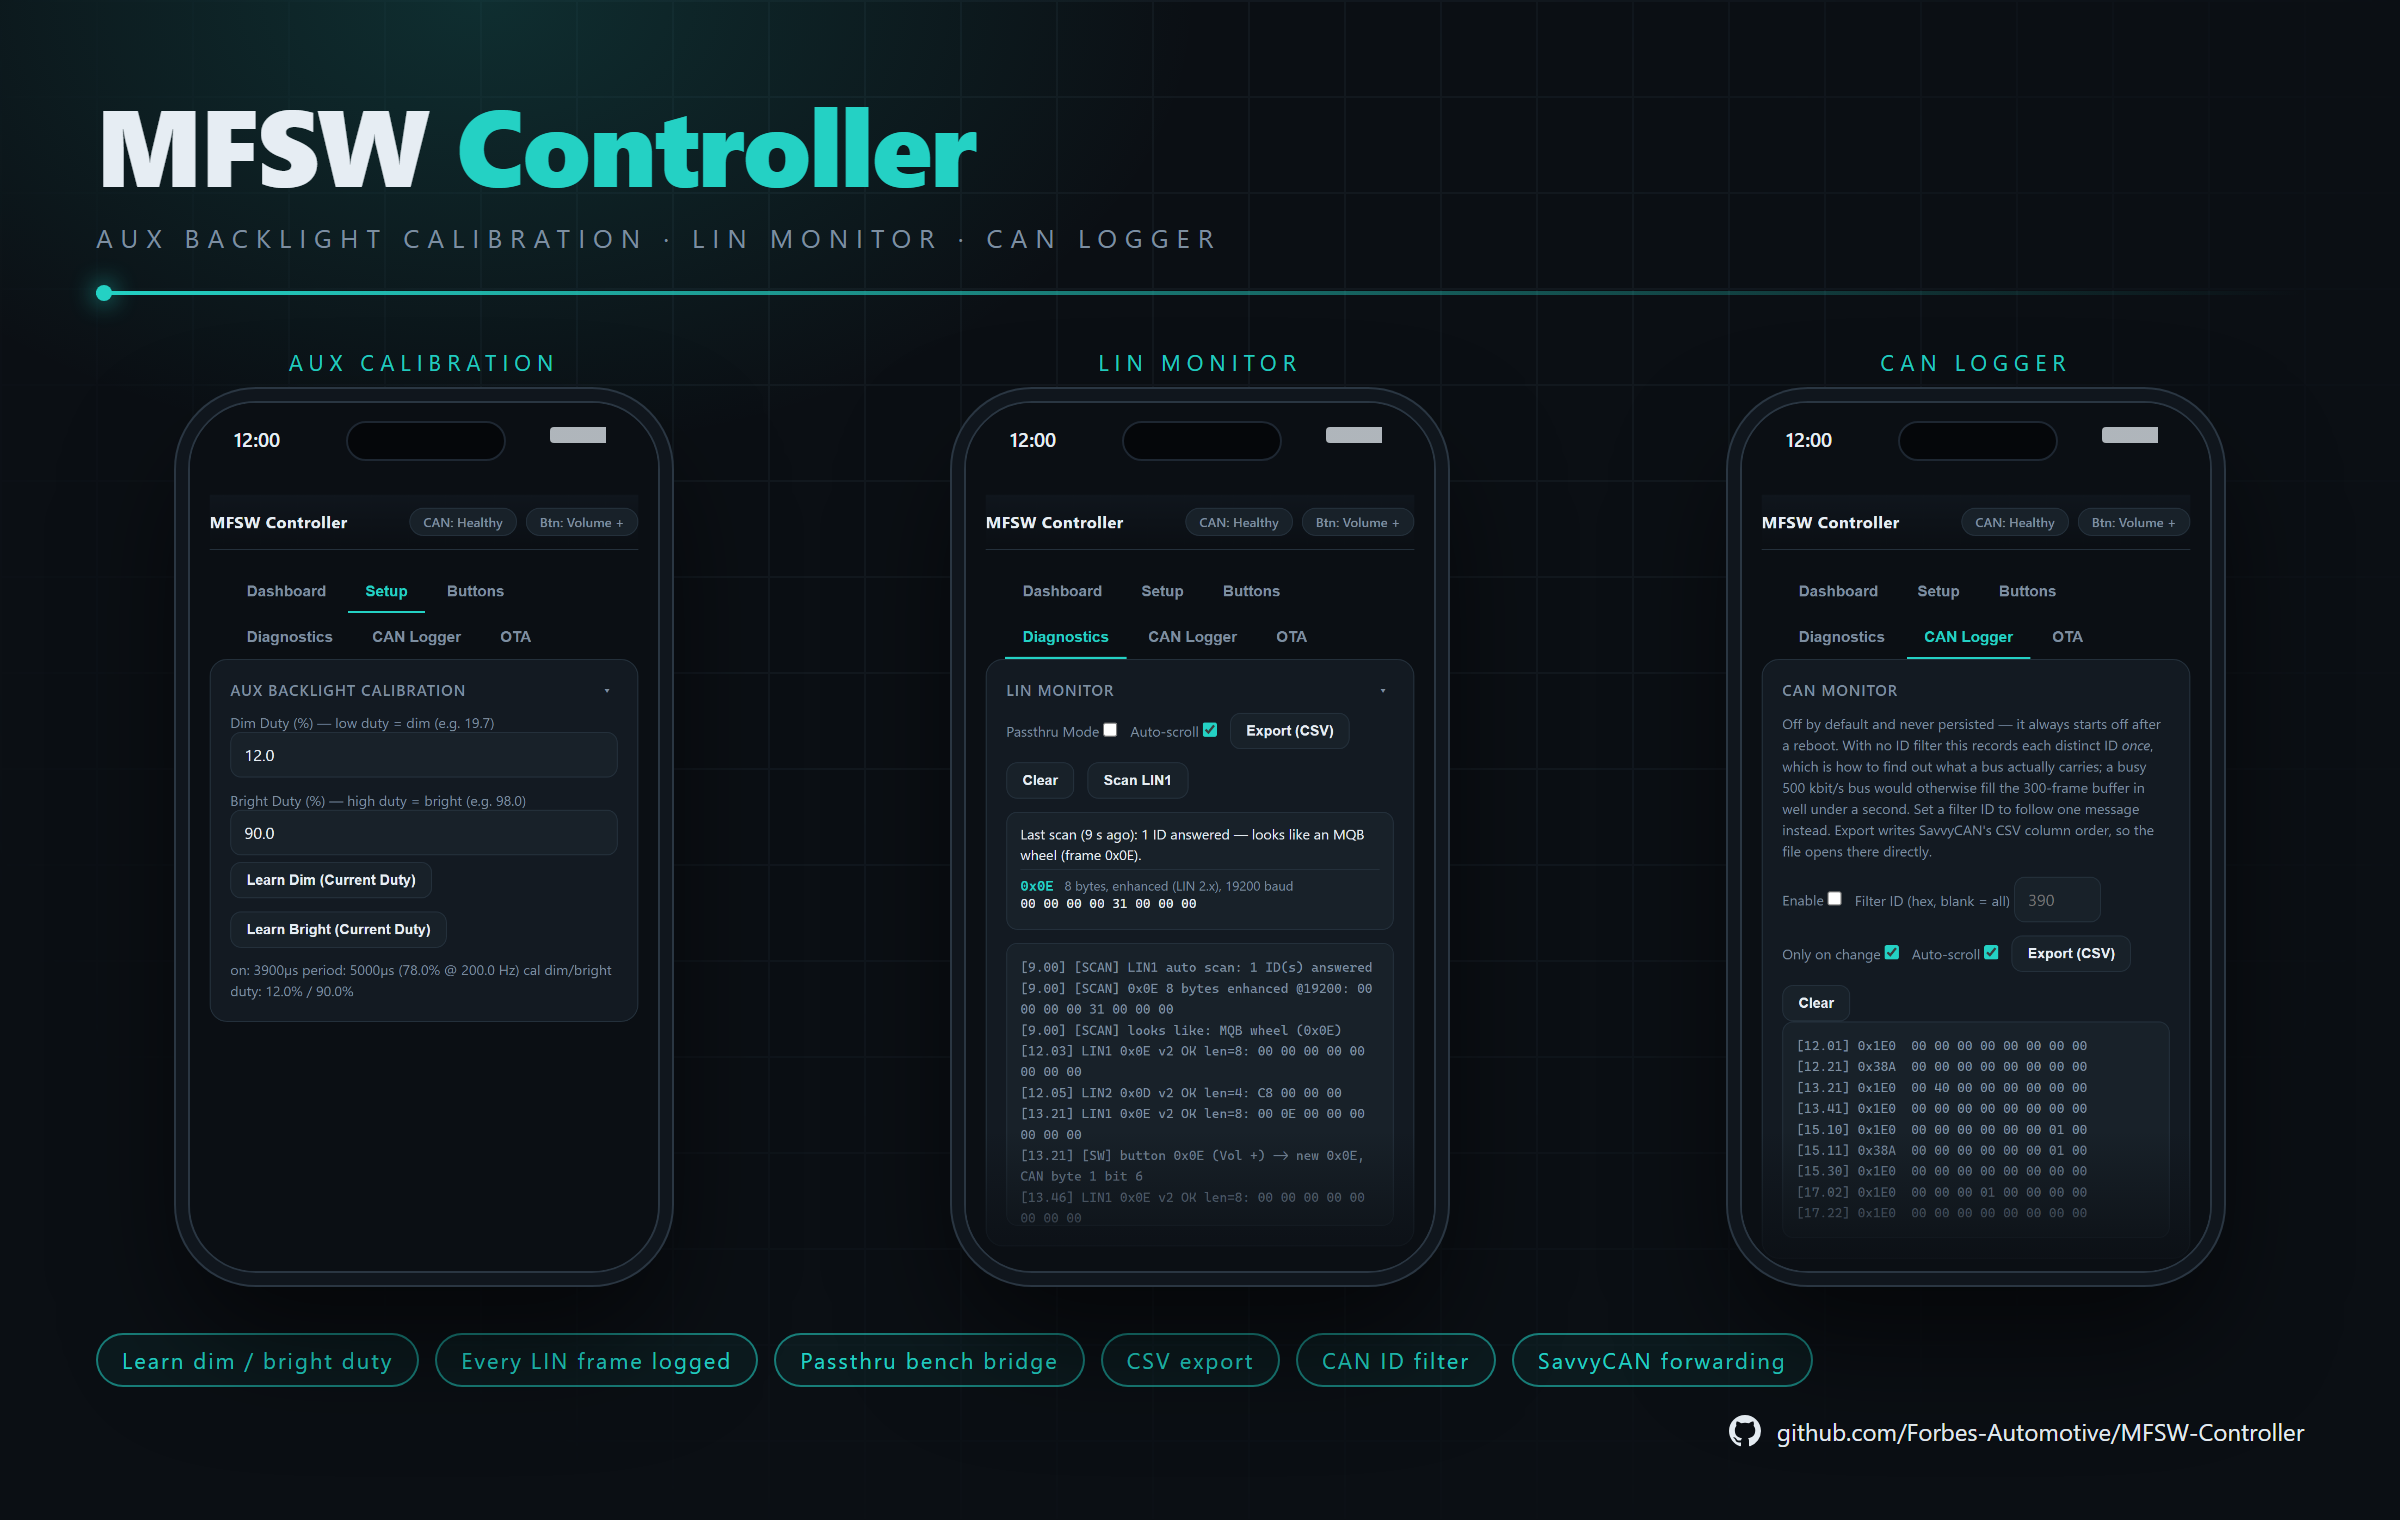 MFSW Controller
AUX BACKLIGHT CALIBRATION · LIN MONITOR · CAN LOGGER
AUX CALIBRATION
12:00
MFSW Controller
CAN: Healthy
Btn: Volume +
Dashboard Setup Buttons
Diagnostics CAN Logger OTA
AUX BACKLIGHT CALIBRATION
Dim Duty (%) — low duty = dim (e.g. 19.7)
12.0
Bright Duty (%) — high duty = bright (e.g. 98.0)
90.0
Learn Dim (Current Duty)
Learn Bright (Current Duty)
on: 3900µs period: 5000µs (78.0% @ 200.0 Hz) cal dim/bright
duty: 12.0% / 90.0%
LIN MONITOR
12:00
MFSW Controller
CAN: Healthy
Btn: Volume +
Dashboard Setup Buttons
Diagnostics CAN Logger OTA
LIN MONITOR
Passthru Mode Auto-scroll Export (CSV)
Clear Scan LIN1
Last scan (9 s ago): 1 ID answered — looks like an MQB
wheel (frame 0x0E).
0x0E 8 bytes, enhanced (LIN 2.x), 19200 baud
00 00 00 00 31 00 00 00
[9.00] [SCAN] LIN1 auto scan: 1 ID(s) answered
[9.00] [SCAN] 0x0E 8 bytes enhanced @19200: 00
00 00 00 31 00 00 00
[9.00] [SCAN] looks like: MQB wheel (0x0E)
[12.03] LIN1 0x0E v2 OK len=8: 00 00 00 00 00
00 00 00
[12.05] LIN2 0x0D v2 OK len=4: C8 00 00 00
[13.21] LIN1 0x0E v2 OK len=8: 00 0E 00 00 00
00 00 00
[13.21] [SW] button 0x0E (Vol +) → new 0x0E,
CAN byte 1 bit 6
[13.46] LIN1 0x0E v2 OK len=8: 00 00 00 00 00
00 00 00
CAN LOGGER
12:00
MFSW Controller
CAN: Healthy
Btn: Volume +
Dashboard Setup Buttons
Diagnostics CAN Logger OTA
CAN MONITOR
Off by default and never persisted — it always starts off after
a reboot. With no ID filter this records each distinct ID once,
which is how to find out what a bus actually carries; a busy
500 kbit/s bus would otherwise fill the 300-frame buffer in
well under a second. Set a filter ID to follow one message
instead. Export writes SavvyCAN's CSV column order, so the
file opens there directly.
Enable Filter ID (hex, blank = all) 390
Only on change Auto-scroll Export (CSV)
Clear
[12.01] 0x1E0 00 00 00 00 00 00 00 00
[12.21] 0x38A 00 00 00 00 00 00 00 00
[13.21] 0x1E0 00 40 00 00 00 00 00 00
[13.41] 0x1E0 00 00 00 00 00 00 00 00
[15.10] 0x1E0 00 00 00 00 00 00 01 00
[15.11] 0x38A 00 00 00 00 00 00 01 00
[15.30] 0x1E0 00 00 00 00 00 00 00 00
[17.02] 0x1E0 00 00 00 01 00 00 00 00
[17.22] 0x1E0 00 00 00 00 00 00 00 00
Learn dim / bright duty
Every LIN frame logged
Passthru bench bridge
CSV export
CAN ID filter
SavvyCAN forwarding
github.com/Forbes-Automotive/MFSW-Controller